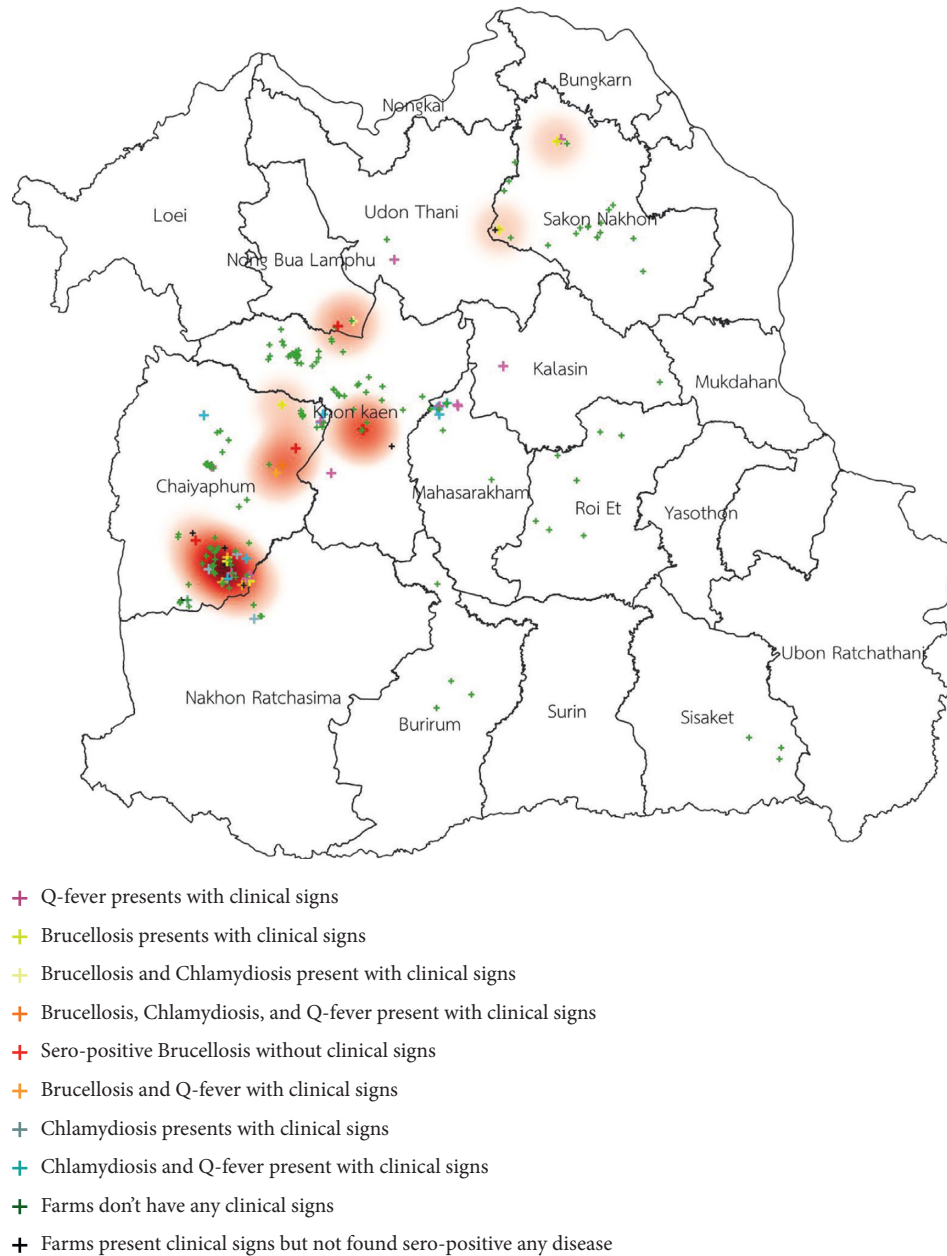 Bungkarn
Nongkai
Loei
Udon Thani
Sakon Nakhon
Nong Bua Lamphu
Kalasin
Mukdahan
Khon kaen
Chaiyaphum
Mahasarakham
Roi Et
Yasothon
Ubon Ratchathani
Nakhon Ratchasima
Burirum
Surin
Sisaket
Q-fever presents with clinical signs
Brucellosis presents with clinical signs
Brucellosis and Chlamydiosis present with clinical signs
Brucellosis, Chlamydiosis, and Q-fever present with clinical signs
Sero-positive Brucellosis without clinical signs
Brucellosis and Q-fever with clinical signs
Chlamydiosis presents with clinical signs
Chlamydiosis and Q-fever present with clinical signs
Farms don't have any clinical signs
Farms present clinical signs but not found sero-positive any disease